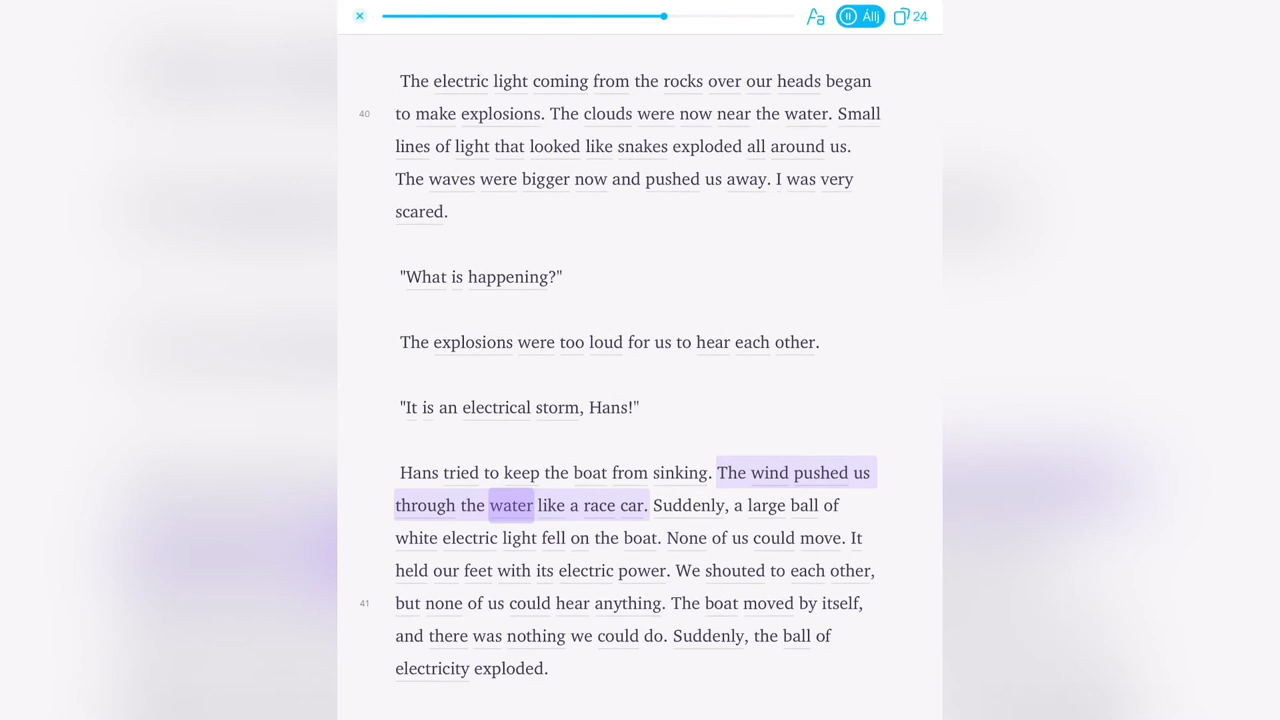 Állj
24
The electric light coming from the rocks over our heads began
40
to make explosions. The clouds were now near the water. Small
lines of light that looked like snakes exploded all around us.
The waves were bigger now and pushed us away. I was very
scared.
"What is happening?"
The explosions were too loud for us to hear each other.
"It is an electrical storm, Hans!"
Hans tried to keep the boat from sinking. The wind pushed us
through the water like a race car. Suddenly, a large ball of
white electric light fell on the boat. None of us could move. It
held our feet with its electric power. We shouted to each other,
41
but none of us could hear anything. The boat moved by itself,
and there was nothing we could do. Suddenly, the ball of
electricity exploded.